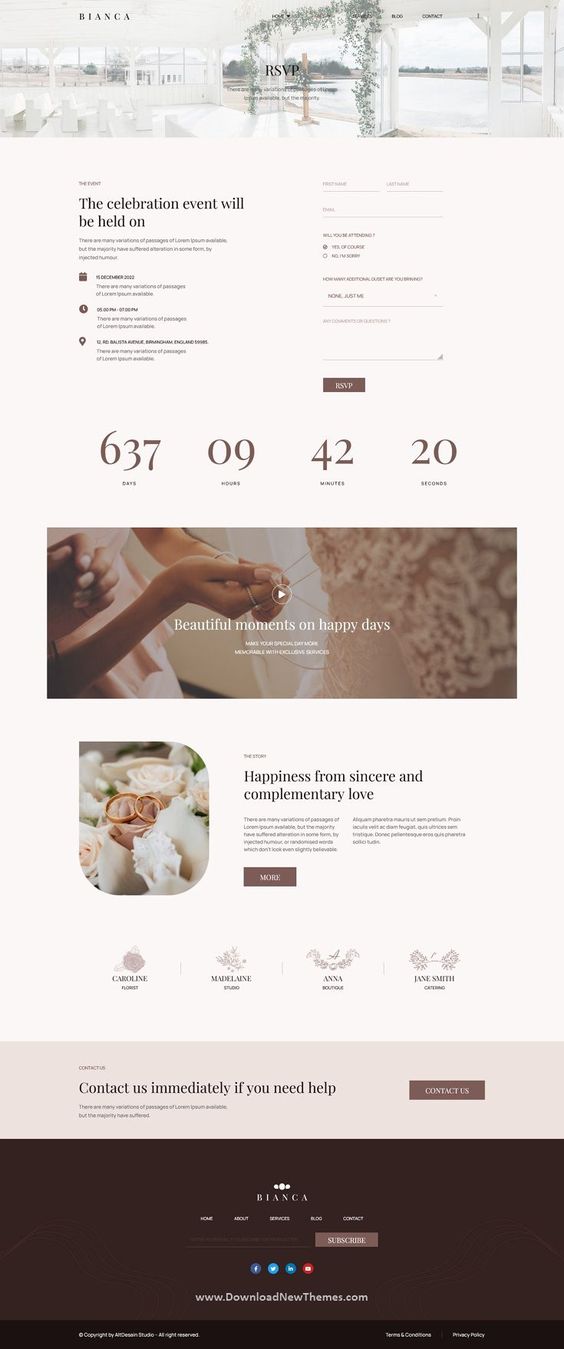 BIANCA
HOME
SERVICES
BLOG
CONTACT
RSVP
There are many variations of passages of Lorem
Ipsum available, but the majority.
THE EVENT
The celebration event will
be held on
There are many variations of passages of Lorem Ipsum available,
but the majority have suffered alteration in some form, by
injected humour.
15 DECEMBER 2022
There are many variations of passages
of Lorem Ipsum available.
05.00 PM - 07.00 PM
There are many variations of passages
of Lorem Ipsum available.
12, RD. BALISTA AVENUE, BIRMINGHAM, ENGLAND 59985.
There are many variations of passages
of Lorem Ipsum available.
FIRST NAME
LAST NAME
EMAIL
WILL YOU BE ATTENDING ?
YES, OF COURSE
NO, I'M SORRY
HOW MANY ADDITIONAL GUEST ARE YOU BRINING?
NONE, JUST ME
ANY COMMENTS OR QUESTIONS ?
RSVP
637 09 42 20
DAYS HOURS MINUTES SECONDS
Beautiful moments on happy days
MAKE YOUR SPECIAL DAY MORE
MEMORABLE WITH EXCLUSIVE SERVICES
THE STORY
Happiness from sincere and
complementary love
There are many variations of passages of
Lorem Ipsum available, but the majority
have suffered alteration in some form, by
injected humour, or randomised words
which don't look even slightly believable.
Aliquam pharetra mauris ut sem pretium. Proin
iaculis velit ac diam feugiat, quis ultrices sem
tristique. Donec pellentesque eros quis pharetra
sollici tudin.
MORE
CAROLINE
FLORIST
MADELAINE
STUDIO
A
ANNA
BOUTIQUE
JANE SMITH
CATERING
CONTACT US
Contact us immediately if you need help
There are many variations of passages of Lorem Ipsum available,
but the majority have suffered.
CONTACT US
BIANCA
HOME ABOUT SERVICES BLOG CONTACT
SUBSCRIBE
www.DownloadNewThemes.com
© Copyright by AltDesain Studio – All right reserved.
Terms & Conditions
Privacy Policy